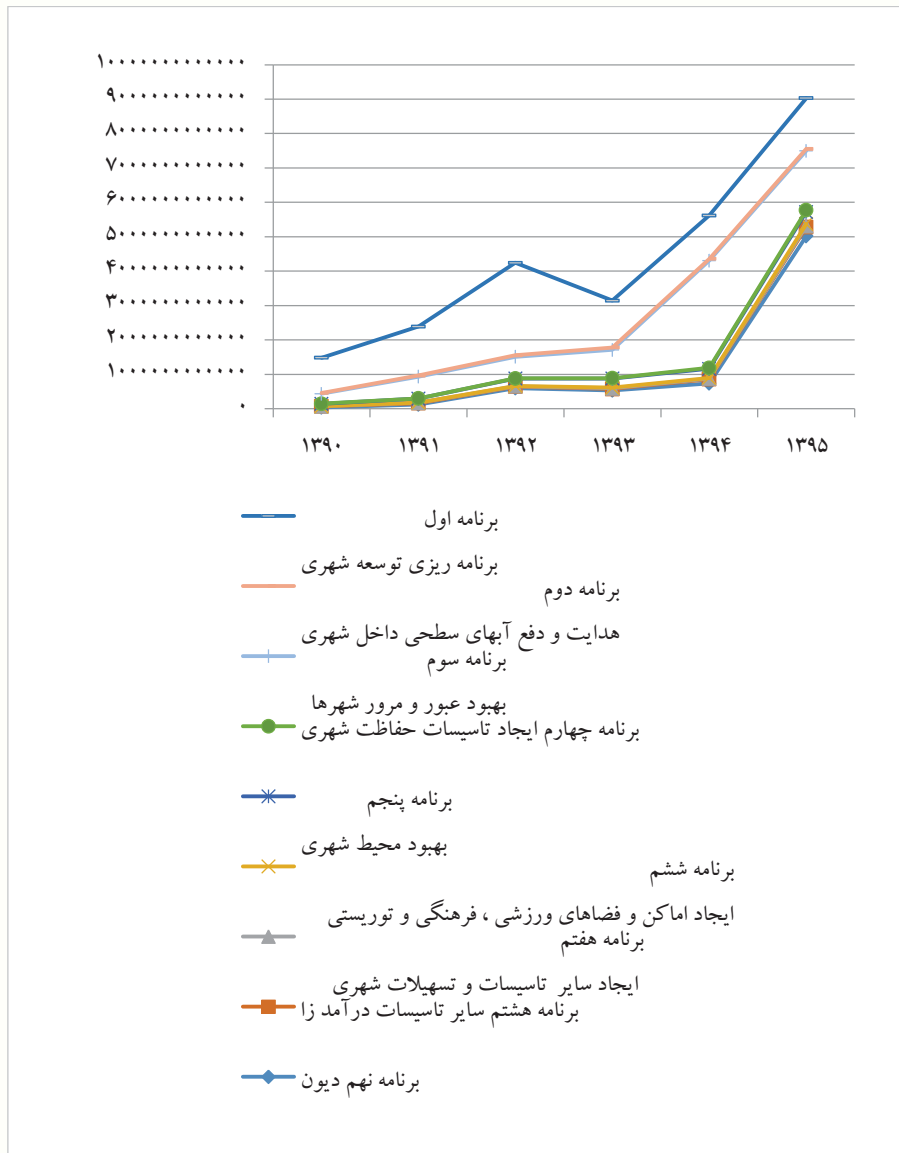 ۱۰۰۰۰۰۰۰۰۰۰۰۰۰
۹۰۰۰۰۰۰۰۰۰۰۰۰
۸۰۰۰۰۰۰۰۰۰۰۰۰
۷۰۰۰۰۰۰۰۰۰۰۰۰
۶۰۰۰۰۰۰۰۰۰۰۰۰
۵۰۰۰۰۰۰۰۰۰۰۰۰
۴۰۰۰۰۰۰۰۰۰۰۰۰
۳۰۰۰۰۰۰۰۰۰۰۰۰
۲۰۰۰۰۰۰۰۰۰۰۰۰
۱۰۰۰۰۰۰۰۰۰۰۰۰
۰
۱۳۹۰ ۱۳۹۱ ۱۳۹۲ ۱۳۹۳ ۱۳۹۴ ۱۳۹۵
برنامه اول
برنامه ریزی توسعه شهری
برنامه دوم
هدایت و دفع آبهای سطحی داخل شهری
برنامه سوم
بهبود عبور و مرور شهرها
برنامه چهارم ایجاد تاسیسات حفاظت شهری
برنامه پنجم
بهبود محیط شهری
برنامه ششم
ایجاد اماکن و فضاهای ورزشی ، فرهنگی و توریستی
برنامه هفتم
ایجاد سایر تاسیسات و تسهیلات شهری
برنامه هشتم سایر تاسیسات درآمد زا
برنامه نهم دیون